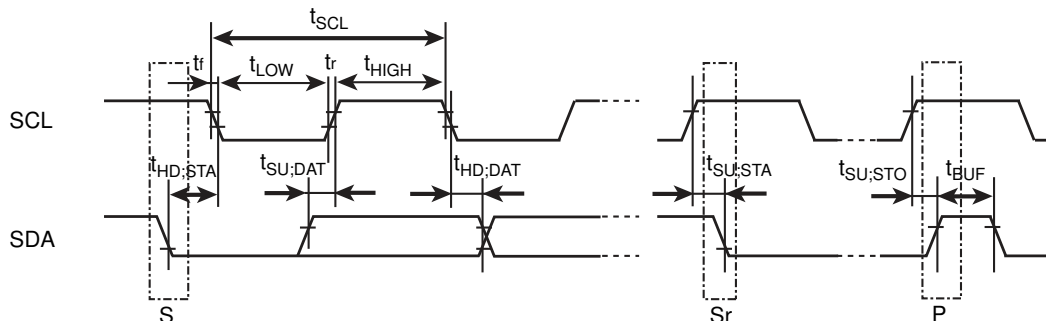 tSCL
tf tLOW tr tHIGH
SCL
tHD;STA tSU;DAT tHD;DAT tSU;STA tSU;STO tBUF
SDA
S Sr P